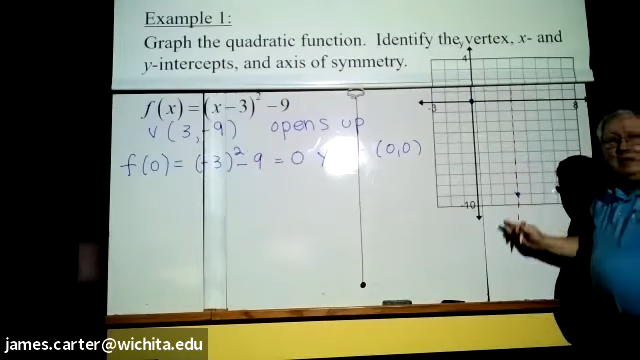 Example 1:
Graph the quadratic function. Identify the vertex, x- and
y-intercepts, and axis of symmetry.
f(x) = (x−3)² − 9
V (3,−9) opens up
f(0) = (−3)² − 9 = 0 y (0,0)
y
4
-3
8
-10
james.carter@wichita.edu